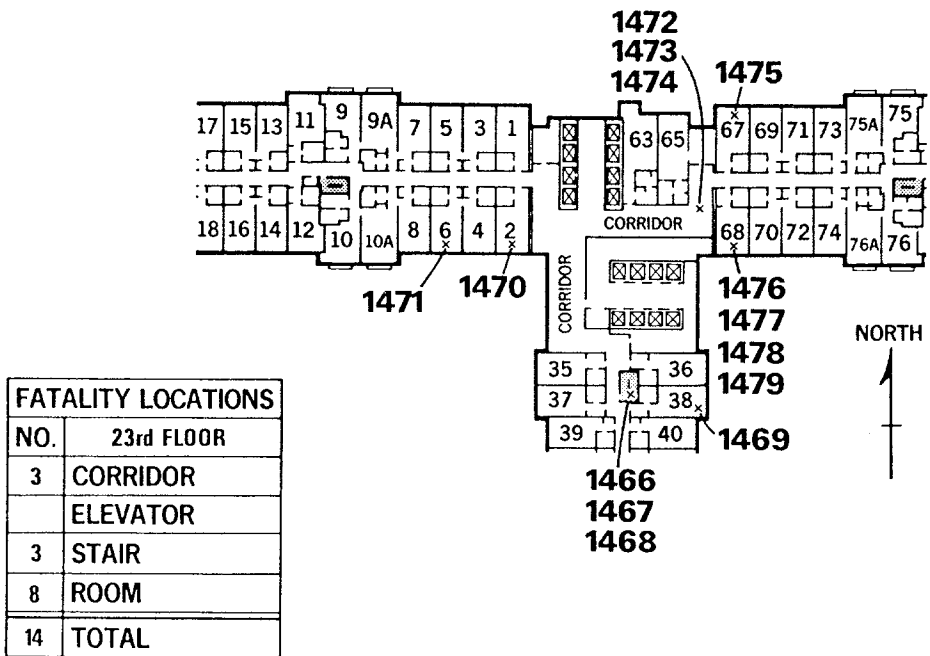 1472
1473
1474
1475
17 15 13 11 9 9A 7 5 3 1
63 65 67 69 71 73 75A 75
18 16 14 12 10 10A 8 6 4 2
CORRIDOR
68 70 72 74 76A 76
1471 1470
CORRIDOR
1476
1477
1478
1479
NORTH
35 36
37 38
39 40
1469
1466
1467
1468
FATALITY LOCATIONS
NO. 23rd FLOOR
3 CORRIDOR
ELEVATOR
3 STAIR
8 ROOM
14 TOTAL